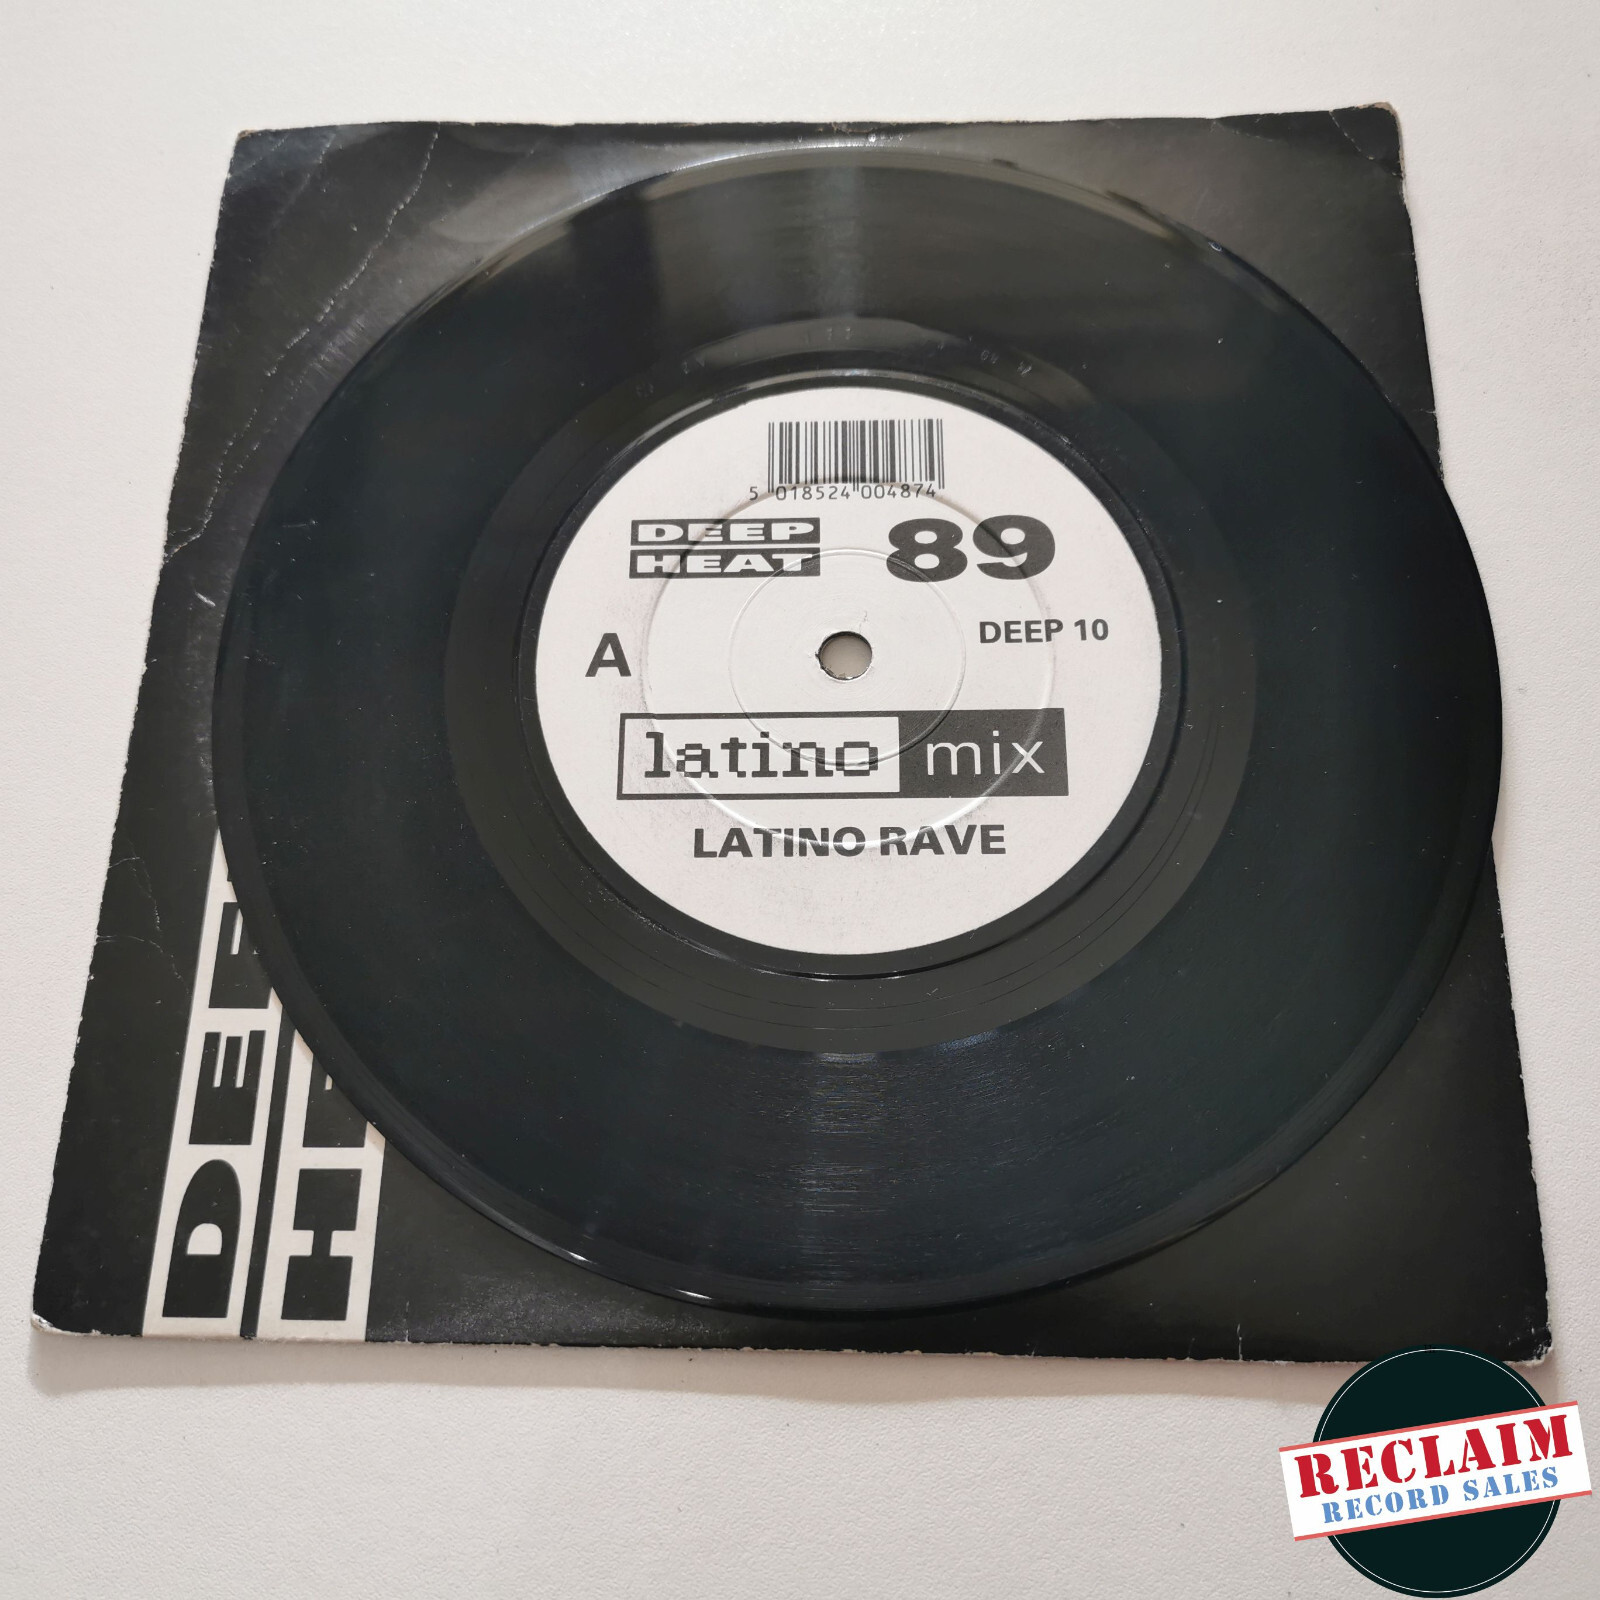 5 018524 004874
DEEP
HEAT
89
DEEP 10
A
latino mix
LATINO RAVE
RECLAIM
RECORD SALES